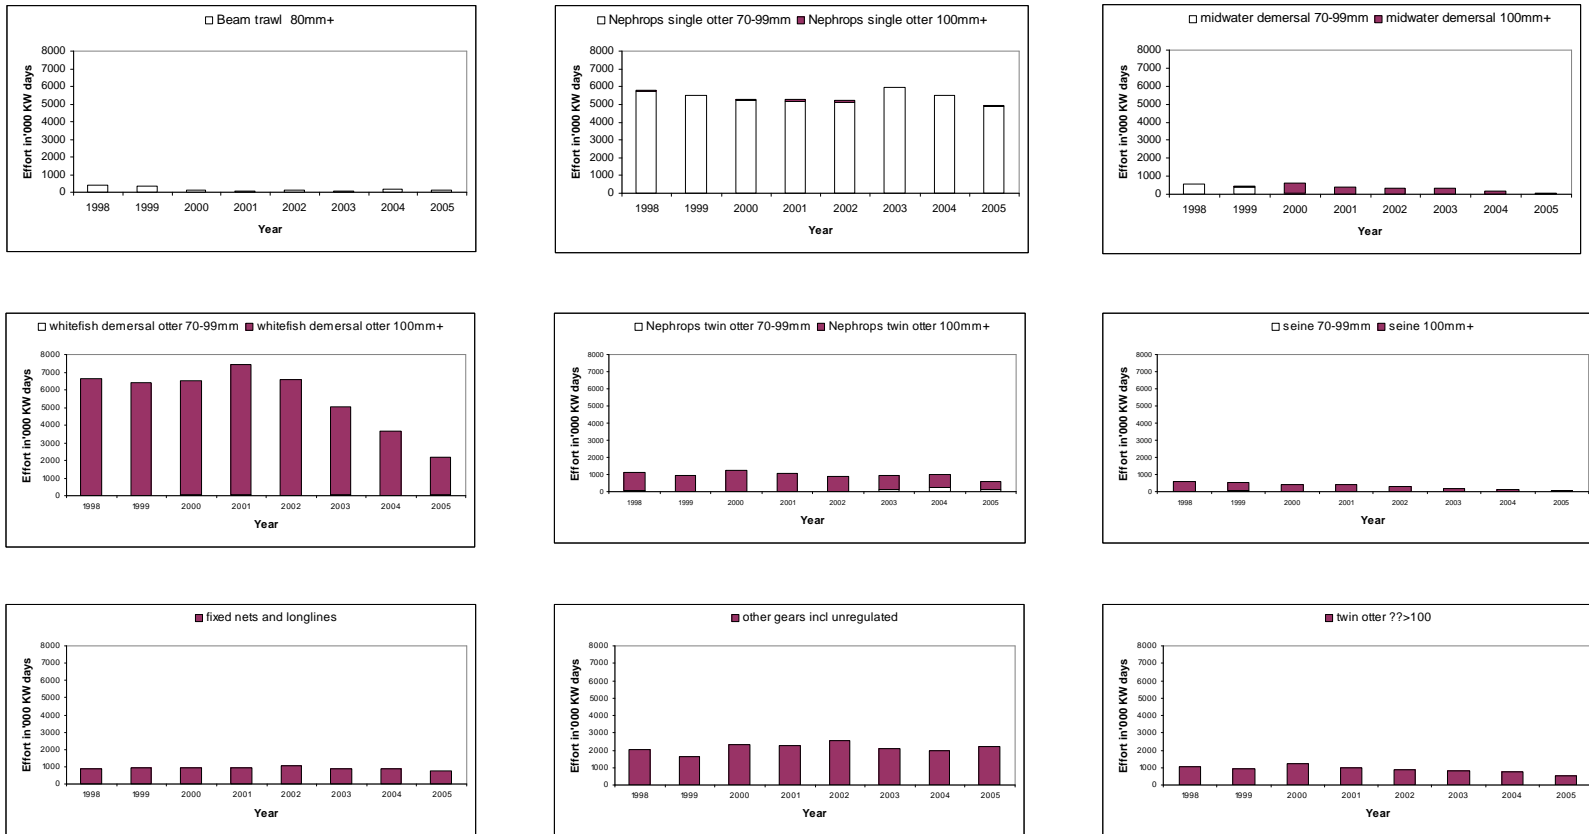 Beam trawl 80mm+
Effort in'000 KW days
8000
7000
6000
5000
4000
3000
2000
1000
0
1998 1999 2000 2001 2002 2003 2004 2005
Year
Nephrops single otter 70-99mm Nephrops single otter 100mm+
Effort in'000 KW days
8000
7000
6000
5000
4000
3000
2000
1000
0
1998 1999 2000 2001 2002 2003 2004 2005
Year
midwater demersal 70-99mm midwater demersal 100mm+
Effort in'000 KW days
8000
7000
6000
5000
4000
3000
2000
1000
0
1998 1999 2000 2001 2002 2003 2004 2005
Year
whitefish demersal otter 70-99mm whitefish demersal otter 100mm+
Effort in'000 KW days
8000
7000
6000
5000
4000
3000
2000
1000
0
1998 1999 2000 2001 2002 2003 2004 2005
Year
Nephrops twin otter 70-99mm Nephrops twin otter 100mm+
Effort in'000 KW days
8000
7000
6000
5000
4000
3000
2000
1000
0
1998 1999 2000 2001 2002 2003 2004 2005
Year
seine 70-99mm seine 100mm+
Effort in'000 KW days
8000
7000
6000
5000
4000
3000
2000
1000
0
1998 1999 2000 2001 2002 2003 2004 2005
Year
fixed nets and longlines
Effort in'000 KW days
8000
7000
6000
5000
4000
3000
2000
1000
0
1998 1999 2000 2001 2002 2003 2004 2005
Year
other gears incl unregulated
Effort in'000 KW days
8000
7000
6000
5000
4000
3000
2000
1000
0
1998 1999 2000 2001 2002 2003 2004 2005
Year
twin otter ??>100
Effort in'000 KW days
8000
7000
6000
5000
4000
3000
2000
1000
0
1998 1999 2000 2001 2002 2003 2004 2005
Year